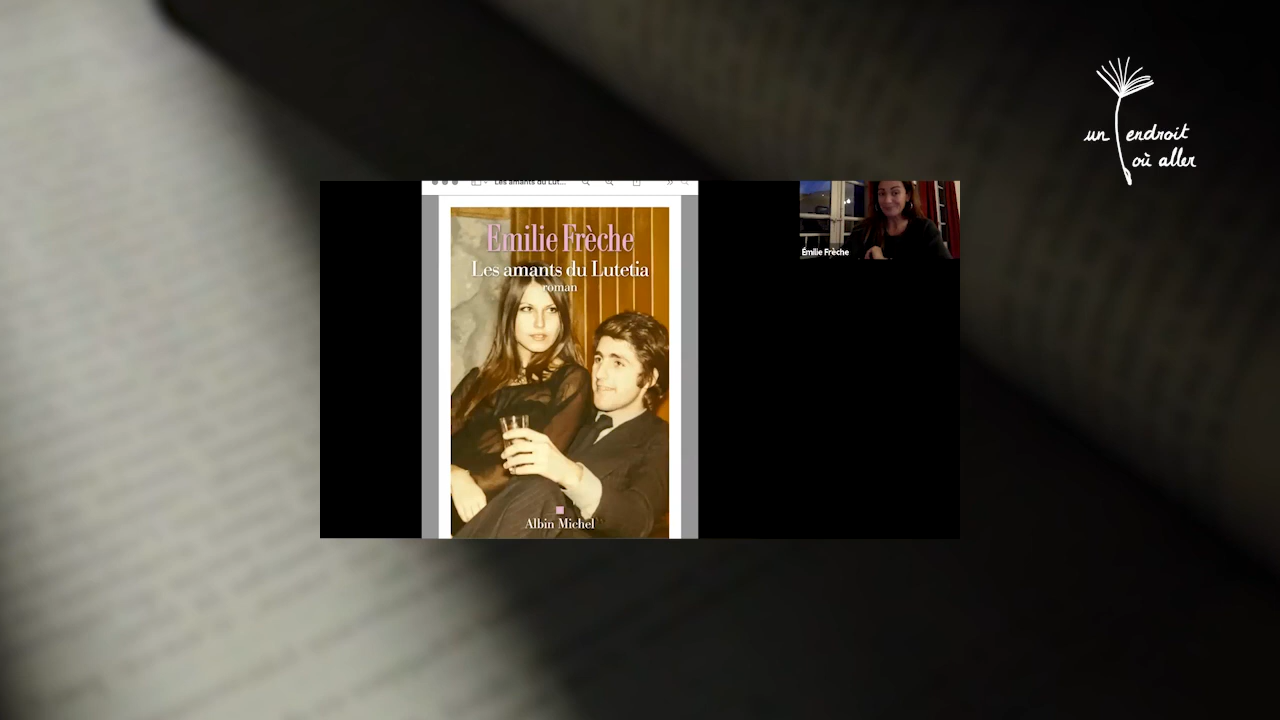 un endroit
où aller
Les amants du Lut...
Emilie Frèche
Les amants du Lutetia
roman
Albin Michel
Émilie Frèche